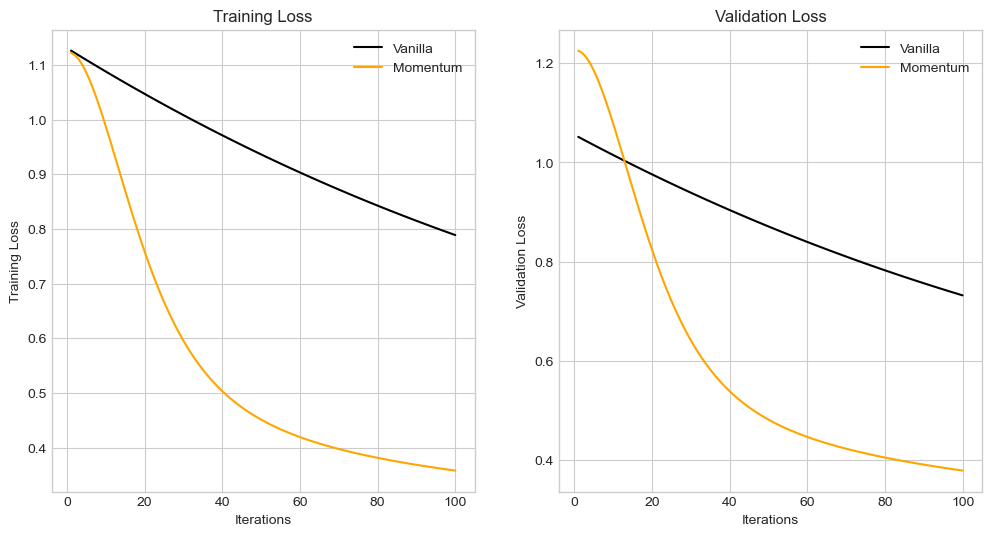 Training Loss
Vanilla
Momentum
Training Loss
1.1
1.0
0.9
0.8
0.7
0.6
0.5
0.4
0 20 40 60 80 100
Iterations
Validation Loss
Vanilla
Momentum
Validation Loss
1.2
1.0
0.8
0.6
0.4
0 20 40 60 80 100
Iterations